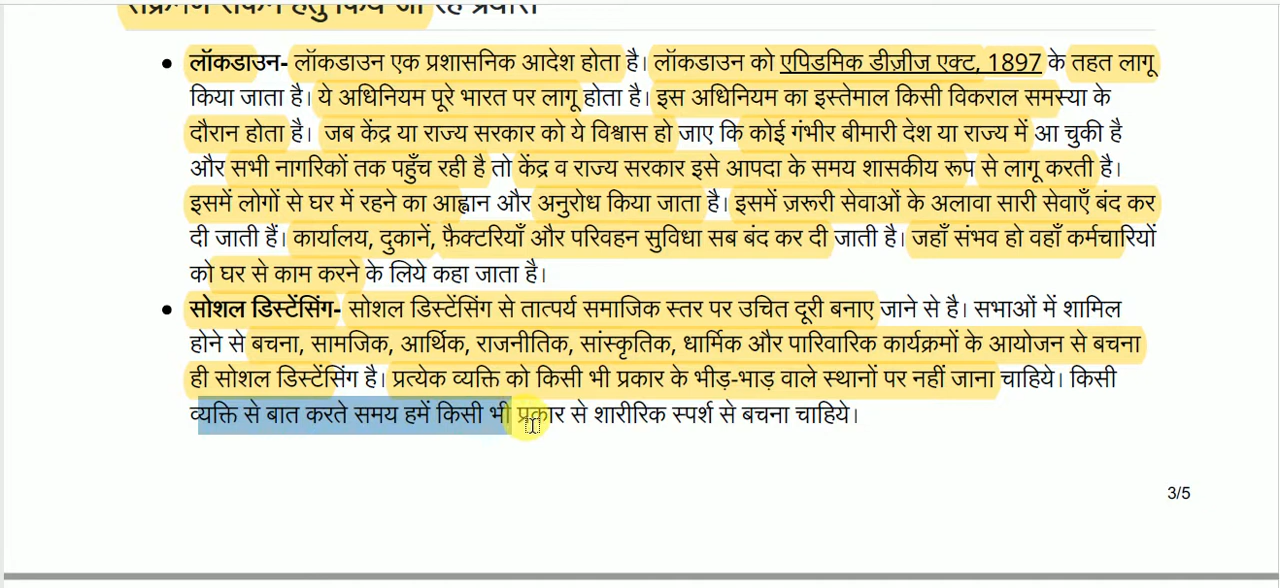 संक्रमण रोकने हेतु किये जा रहे प्रयास
● लॉकडाउन- लॉकडाउन एक प्रशासनिक आदेश होता है। लॉकडाउन को एपिडमिक डीज़ीज एक्ट, 1897 के तहत लागू
किया जाता है। ये अधिनियम पूरे भारत पर लागू होता है। इस अधिनियम का इस्तेमाल किसी विकराल समस्या के
दौरान होता है। जब केंद्र या राज्य सरकार को ये विश्वास हो जाए कि कोई गंभीर बीमारी देश या राज्य में आ चुकी है
और सभी नागरिकों तक पहुँच रही है तो केंद्र व राज्य सरकार इसे आपदा के समय शासकीय रूप से लागू करती है।
इसमें लोगों से घर में रहने का आह्वान और अनुरोध किया जाता है। इसमें ज़रूरी सेवाओं के अलावा सारी सेवाएँ बंद कर
दी जाती हैं। कार्यालय, दुकानें, फ़ैक्टरियाँ और परिवहन सुविधा सब बंद कर दी जाती है। जहाँ संभव हो वहाँ कर्मचारियों
को घर से काम करने के लिये कहा जाता है।
● सोशल डिस्टेंसिंग- सोशल डिस्टेंसिंग से तात्पर्य समाजिक स्तर पर उचित दूरी बनाए जाने से है। सभाओं में शामिल
होने से बचना, सामजिक, आर्थिक, राजनीतिक, सांस्कृतिक, धार्मिक और पारिवारिक कार्यक्रमों के आयोजन से बचना
ही सोशल डिस्टेंसिंग है। प्रत्येक व्यक्ति को किसी भी प्रकार के भीड़-भाड़ वाले स्थानों पर नहीं जाना चाहिये। किसी
व्यक्ति से बात करते समय हमें किसी भी प्रकार से शारीरिक स्पर्श से बचना चाहिये।
3/5